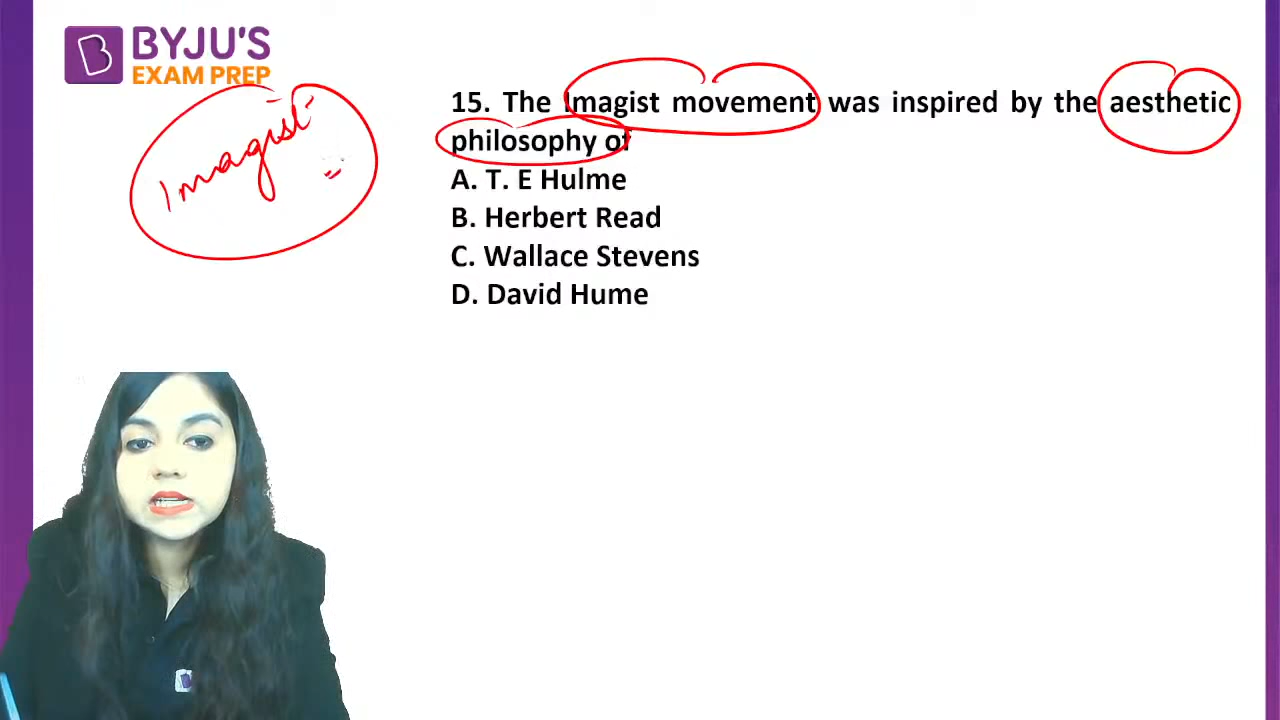 BYJU'S
EXAM PREP
Imagist
15. The Imagist movement was inspired by the aesthetic
philosophy of
A. T. E Hulme
B. Herbert Read
C. Wallace Stevens
D. David Hume